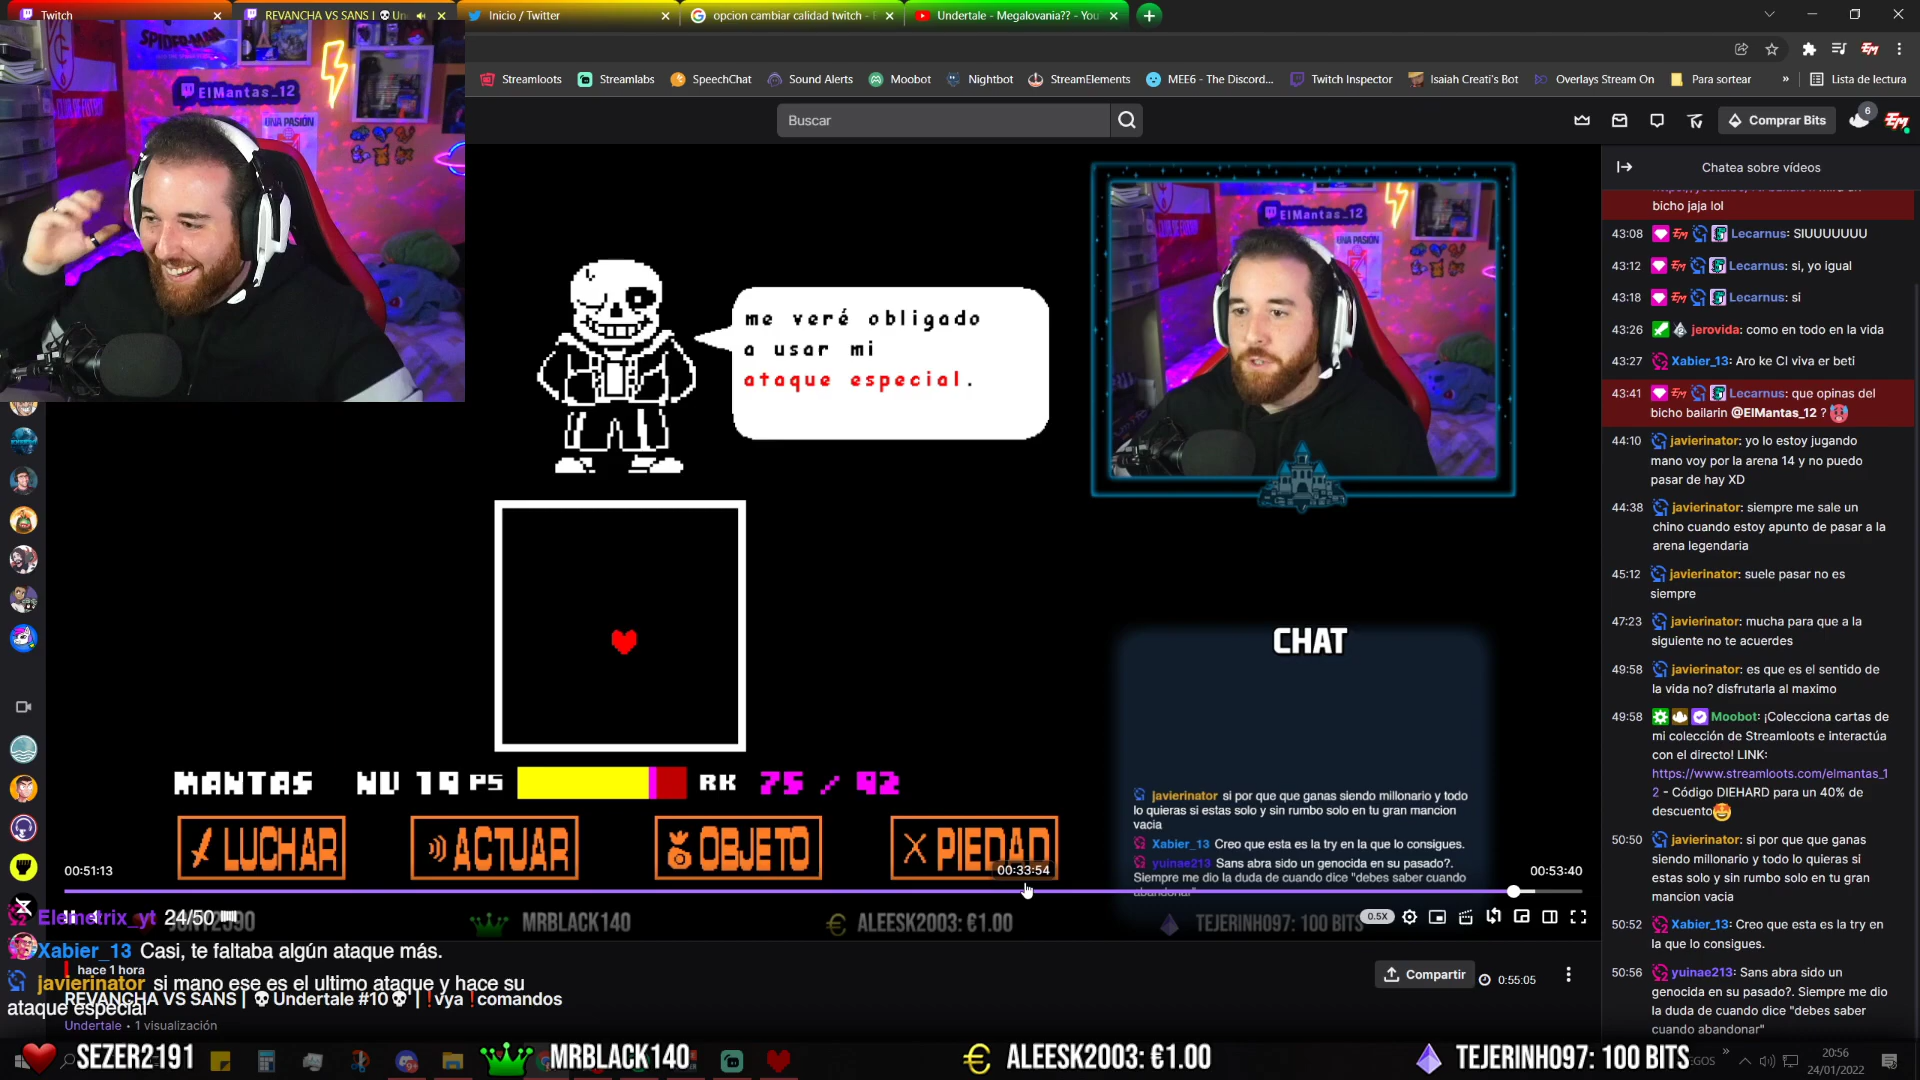 Twitch
REVANCHA VS SANS |
Inicio / Twitter
opcion cambiar calidad twitch -
Undertale - Megalovania?? - You
Streamloots
Streamlabs
SpeechChat
Sound Alerts
Moobot
Nightbot
StreamElements
MEE6 - The Discord...
Twitch Inspector
Isaiah Creati's Bot
Overlays Stream On
Para sortear
»
Lista de lectura
Buscar
Comprar Bits
6
SPIDER-MAN
ElMantas_12
UNA PASIÓN
ElMantas_12
UNA PASIÓN
me veré obligado
a usar mi
ataque especial.
MANTAS NV 19 PS RK 75 / 92
LUCHAR
ACTUAR
OBJETO
PIEDAD
00:51:13
00:33:54
00:53:40
0.5X
CHAT
javierinator si por que que ganas siendo millonario y todo
lo quieras si estas solo y sin rumbo solo en tu gran mancion
vacia
Xabier_13 Creo que esta es la try en la que lo consigues.
yuinae213 Sans abra sido un genocida en su pasado?.
Siempre me dio la duda de cuando dice "debes saber cuando
abandonar"
MRBLACK140
ALEESK2003: €1.00
TEJERINH097: 100 BITS
Elemetrix_yt 24/50
Xabier_13 Casi, te faltaba algún ataque más.
hace 1 hora
javierinator si mano ese es el ultimo ataque y hace su
ataque especial
REVANCHA VS SANS | Undertale #10 | !vya !comandos
Undertale • 1 visualización
Compartir
0:55:05
Chatea sobre vídeos
bicho jaja lol
43:08 Lecarnus: SIUUUUUUU
43:12 Lecarnus: si, yo igual
43:18 Lecarnus: si
43:26 jerovida: como en todo en la vida
43:27 Xabier_13: Aro ke CI viva er beti
43:41 Lecarnus: que opinas del
bicho bailarin @ElMantas_12 ?
44:10 javierinator: yo lo estoy jugando
mano voy por la arena 14 y no puedo
pasar de hay XD
44:38 javierinator: siempre me sale un
chino cuando estoy apunto de pasar a la
arena legendaria
45:12 javierinator: suele pasar no es
siempre
47:23 javierinator: mucha para que a la
siguiente no te acuerdes
49:58 javierinator: es que es el sentido de
la vida no? disfrutarla al maximo
49:58 Moobot: ¡Colecciona cartas de
mi colección de Streamloots e interactúa
con el directo! LINK:
https://www.streamloots.com/elmantas_1
2 - Código DIEHARD para un 40% de
descuento
50:50 javierinator: si por que que ganas
siendo millonario y todo lo quieras si
estas solo y sin rumbo solo en tu gran
mancion vacia
50:52 Xabier_13: Creo que esta es la try en
la que lo consigues.
50:56 yuinae213: Sans abra sido un
genocida en su pasado?. Siempre me dio
la duda de cuando dice "debes saber
cuando abandonar"
SEZER2191
MRBLACK140
ALEESK2003: €1.00
TEJERINH097: 100 BITS
20:56
24/01/2022